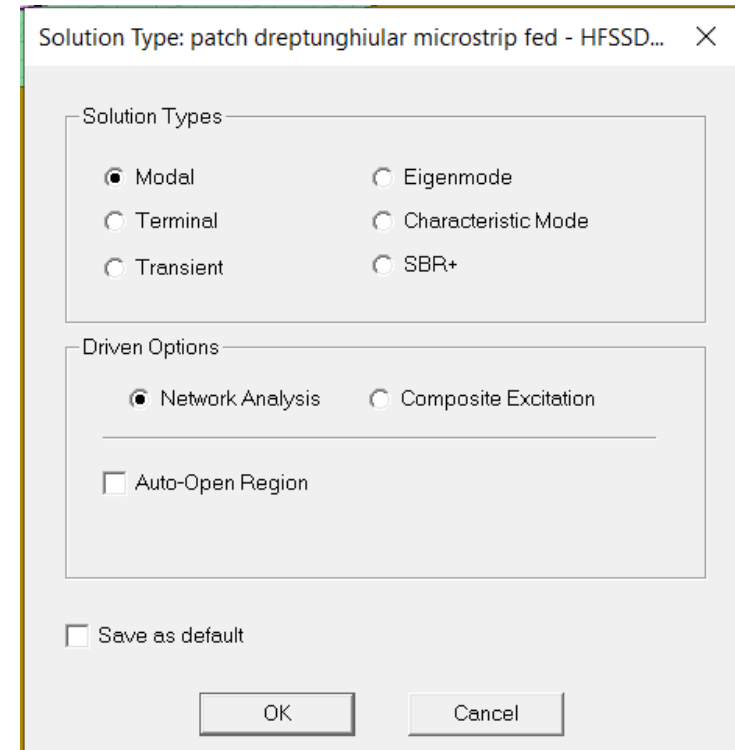 Solution Type: patch dreptunghiular microstrip fed - HFSSD...
Solution Types
Modal
Eigenmode
Terminal
Characteristic Mode
Transient
SBR+
Driven Options
Network Analysis
Composite Excitation
Auto-Open Region
Save as default
OK
Cancel